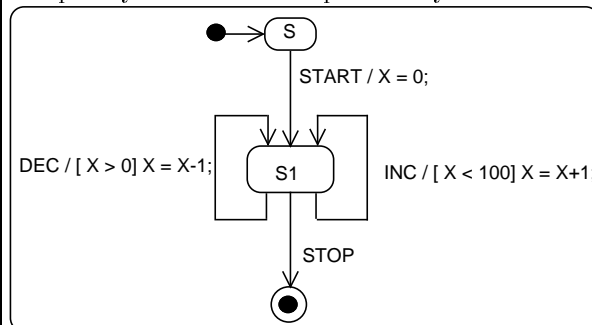 S
START / X = 0;
DEC / [ X > 0] X = X-1;
S1
INC / [ X < 100] X = X+1;
STOP